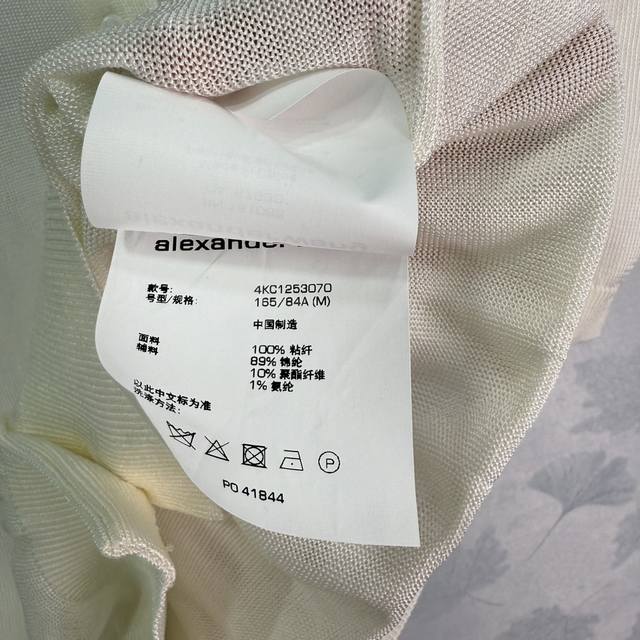 alexander
款号: 4KC1253070
号型/规格: 165/84A (M)
中国制造
面料 100% 粘纤
辅料 89% 锦纶
10% 聚酯纤维
1% 氨纶
以此中文标为准
洗涤方法:
P
PO 41844